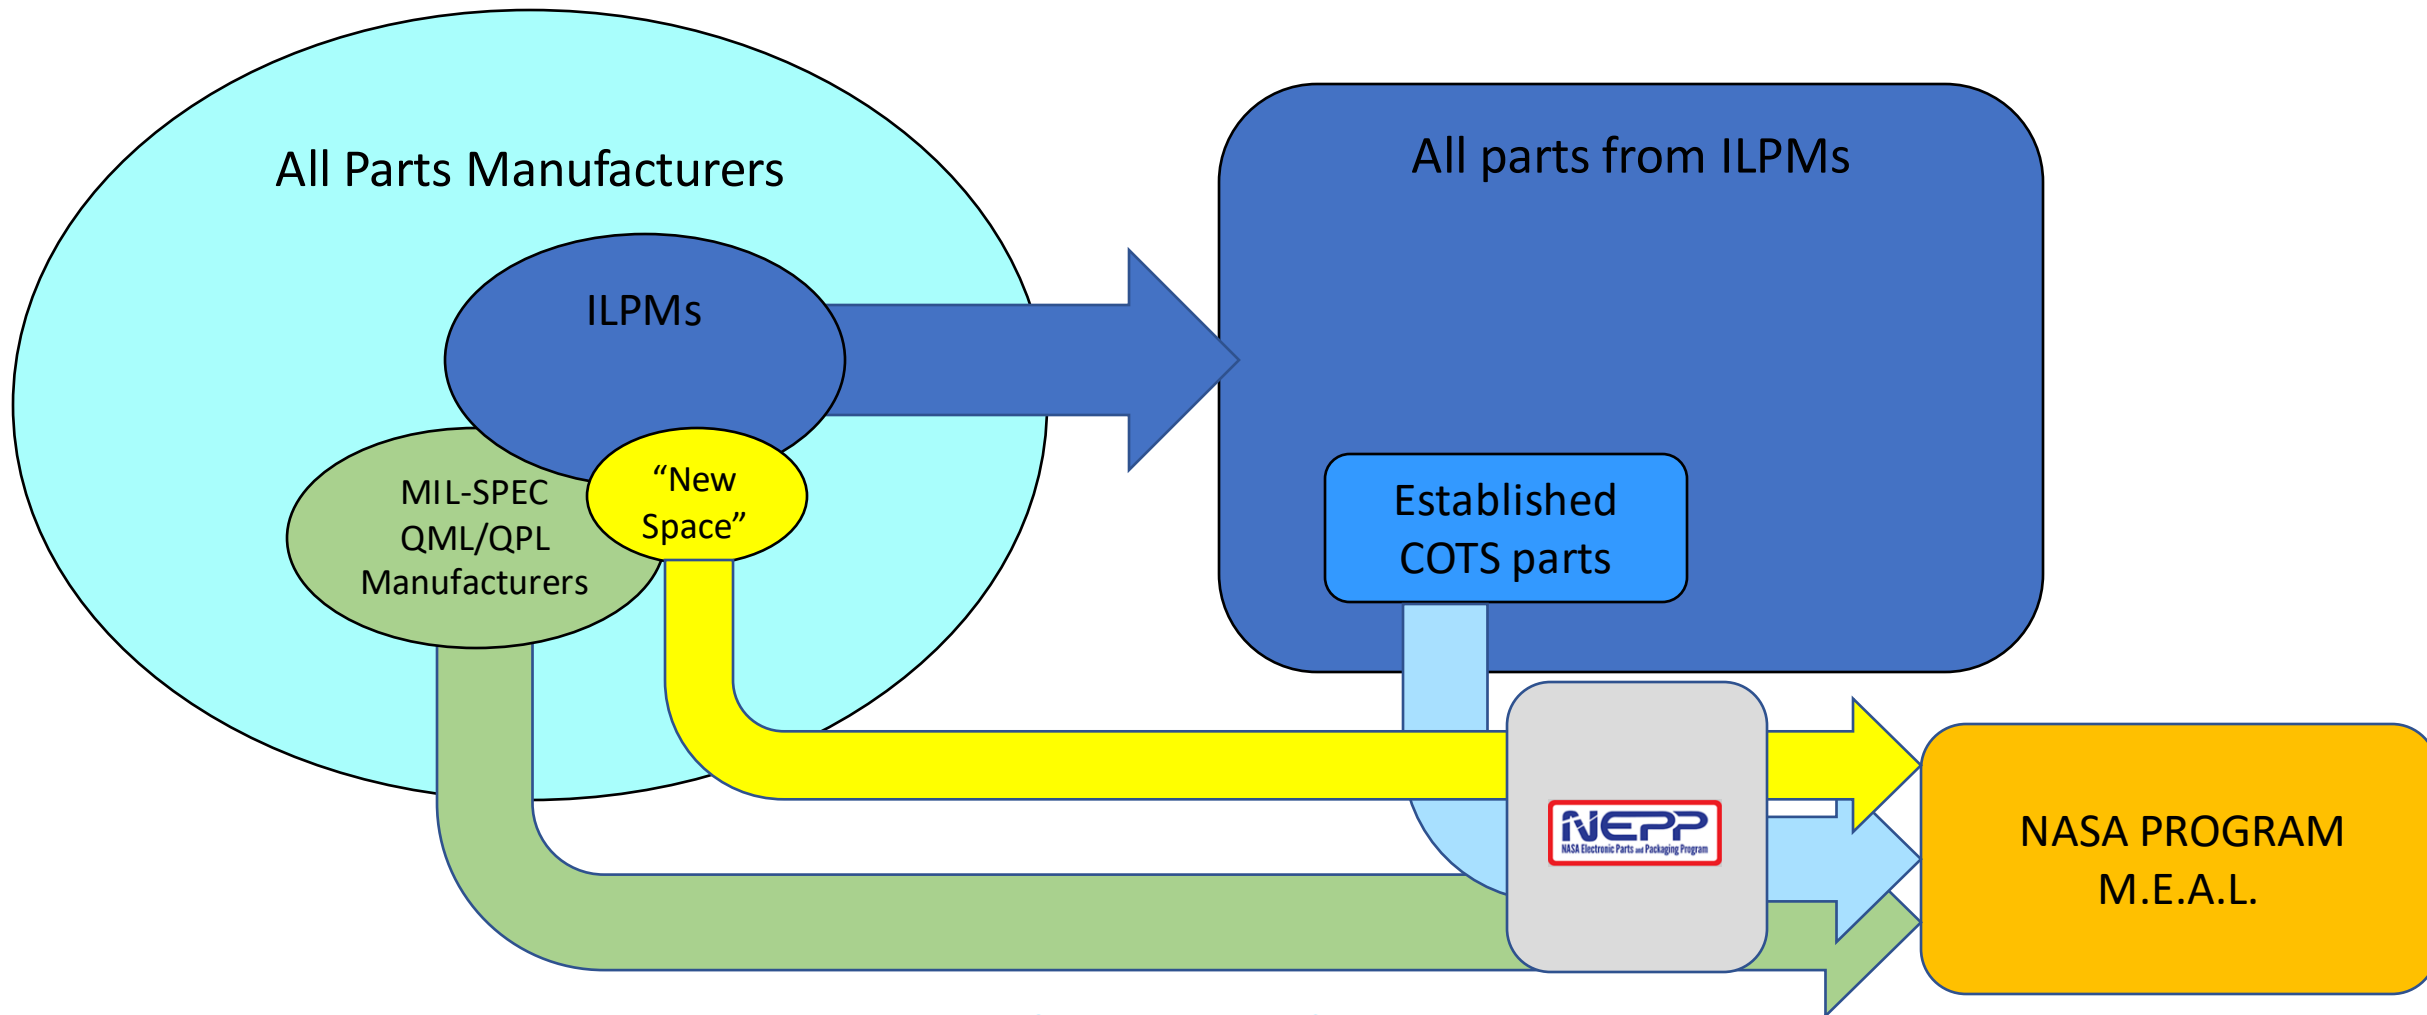 All Parts Manufacturers
ILPMs
MIL-SPEC
QML/QPL
Manufacturers
“New
Space”
All parts from ILPMs
Established
COTS parts
NEPP
NASA Electronic Parts and Packaging Program
NASA PROGRAM
M.E.A.L.